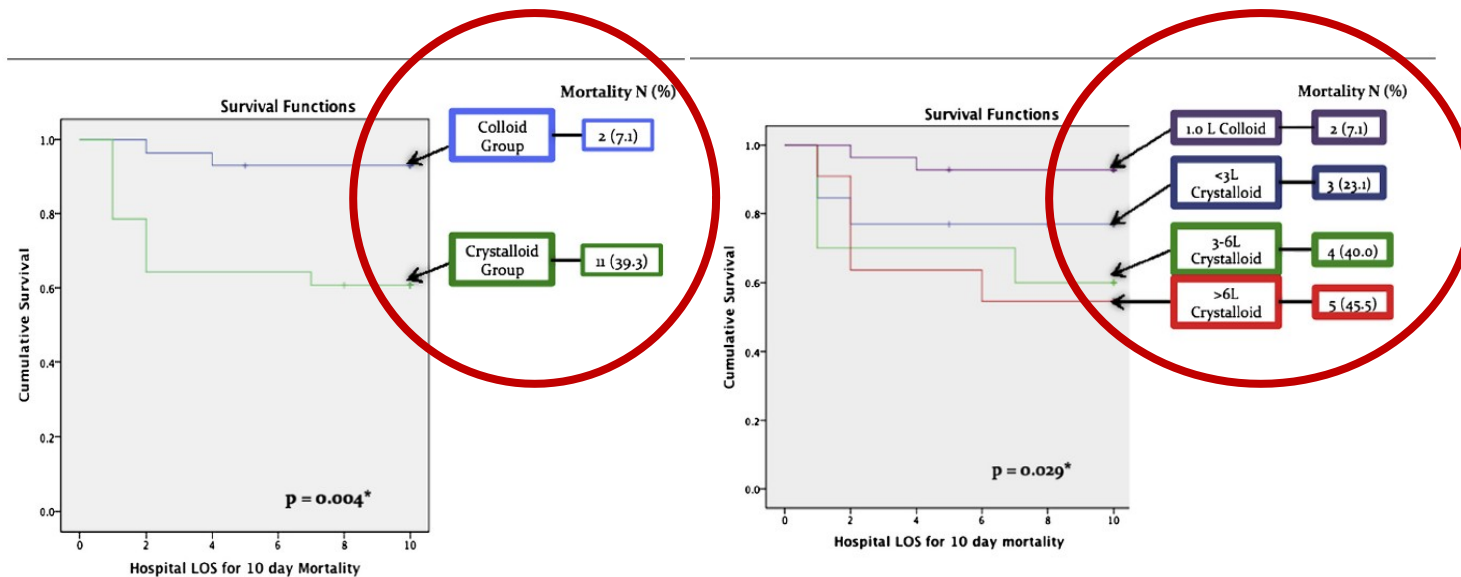 Mortality N (%)
Survival Functions
Colloid
Group
2 (7.1)
Crystalloid
Group
11 (39.3)
Cumulative Survival
1.0
0.8
0.6
0.4
0.2
0.0
p = 0.004*
0 2 4 6 8 10
Hospital LOS for 10 day Mortality
Mortality N (%)
Survival Functions
1.0 L Colloid
2 (7.1)
<3L
Crystalloid
3 (23.1)
3-6L
Crystalloid
4 (40.0)
>6L
Crystalloid
5 (45.5)
Cumulative Survival
1.0
0.8
0.6
0.4
0.2
0.0
p = 0.029*
0 2 4 6 8 10
Hospital LOS for 10 day mortality